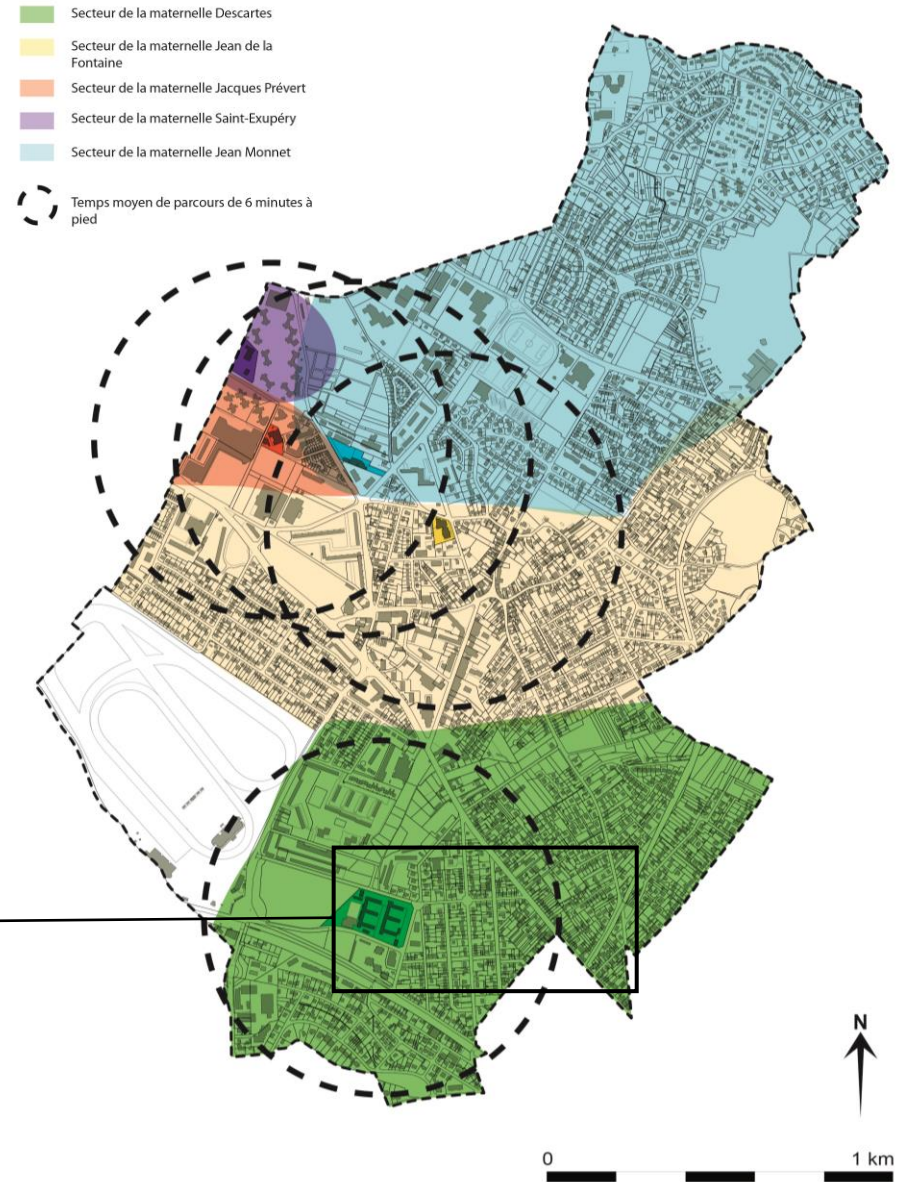 Secteur de la maternelle Descartes
Secteur de la maternelle Jean de la
Fontaine
Secteur de la maternelle Jacques Prévert
Secteur de la maternelle Saint-Exupéry
Secteur de la maternelle Jean Monnet
Temps moyen de parcours de 6 minutes à
pied
N
0 1 km